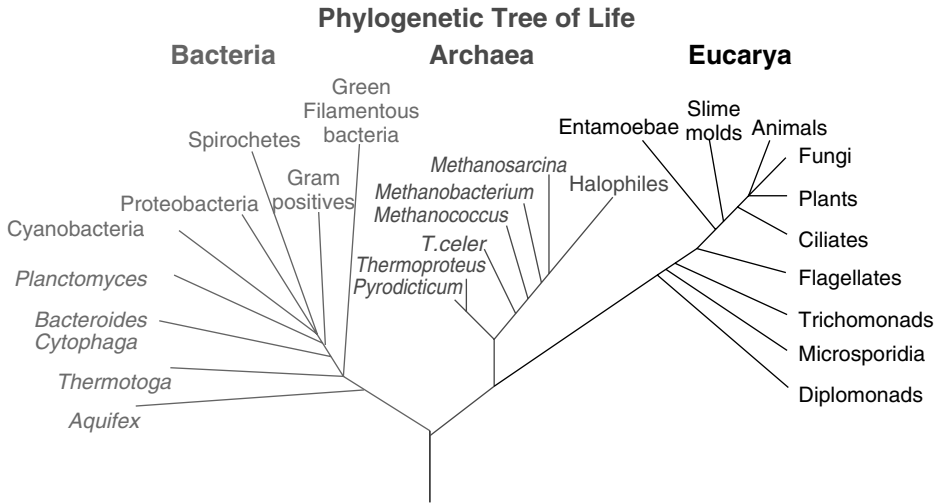 Phylogenetic Tree of Life
Bacteria
Archaea
Eucarya
Green
Filamentous
bacteria
Spirochetes
Gram
positives
Proteobacteria
Cyanobacteria
Planctomyces
Bacteroides
Cytophaga
Thermotoga
Aquifex
Methanosarcina
Methanobacterium
Halophiles
Methanococcus
T.celer
Thermoproteus
Pyrodicticum
Entamoebae
Slime
molds
Animals
Fungi
Plants
Ciliates
Flagellates
Trichomonads
Microsporidia
Diplomonads